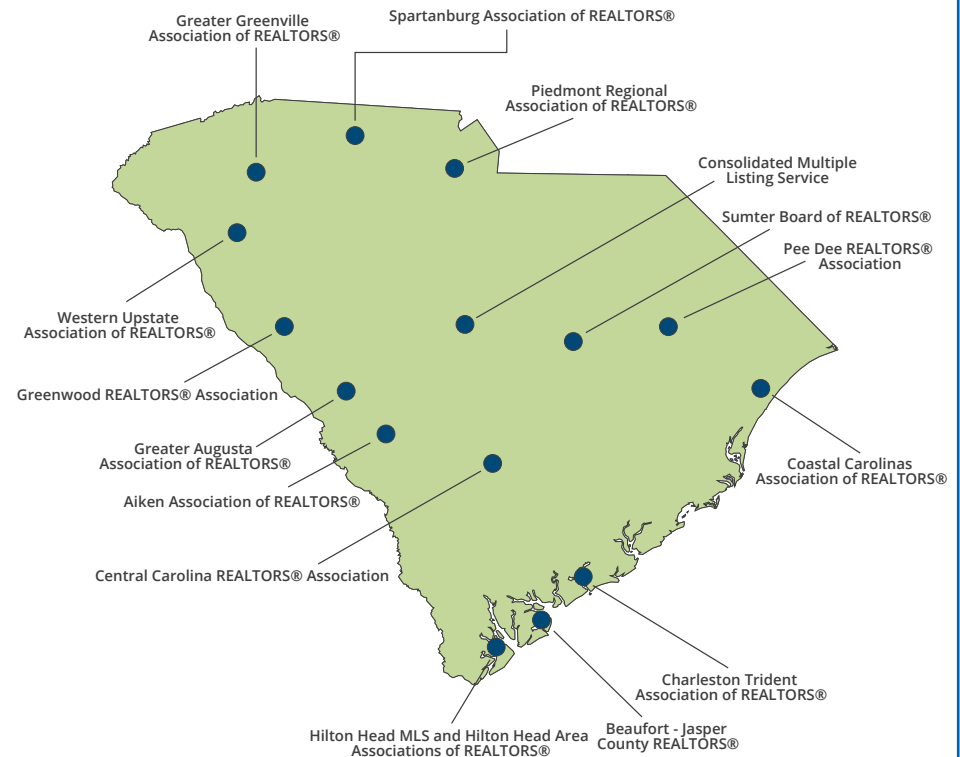 Spartanburg Association of REALTORS®
Greater Greenville
Association of REALTORS®
Piedmont Regional
Association of REALTORS®
Consolidated Multiple
Listing Service
Sumter Board of REALTORS®
Pee Dee REALTORS®
Association
Western Upstate
Association of REALTORS®
Greenwood REALTORS® Association
Greater Augusta
Association of REALTORS®
Coastal Carolinas
Association of REALTORS®
Aiken Association of REALTORS®
Central Carolina REALTORS® Association
Charleston Trident
Association of REALTORS®
Hilton Head MLS and Hilton Head Area
Associations of REALTORS®
Beaufort - Jasper
County REALTORS®